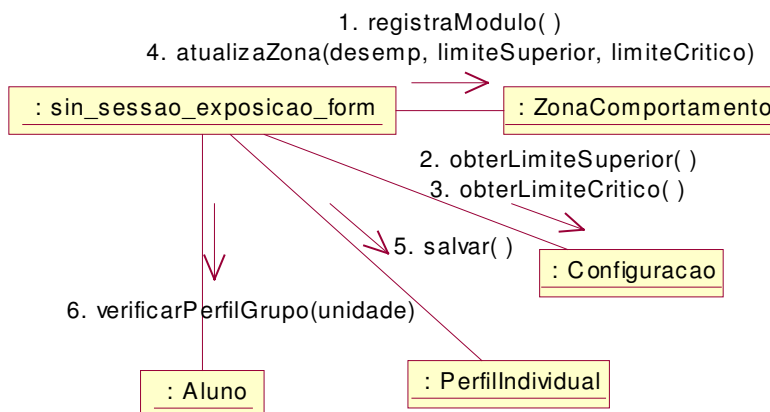 1. registraModulo( )
4. atualizaZona(desemp, limiteSuperior, limiteCritico)
: sin_sessao_exposicao_form
: ZonaComportamento
2. obterLimiteSuperior( )
3. obterLimiteCritico( )
5. salvar( )
: Configuracao
6. verificarPerfilGrupo(unidade)
: PerfilIndividual
: Aluno